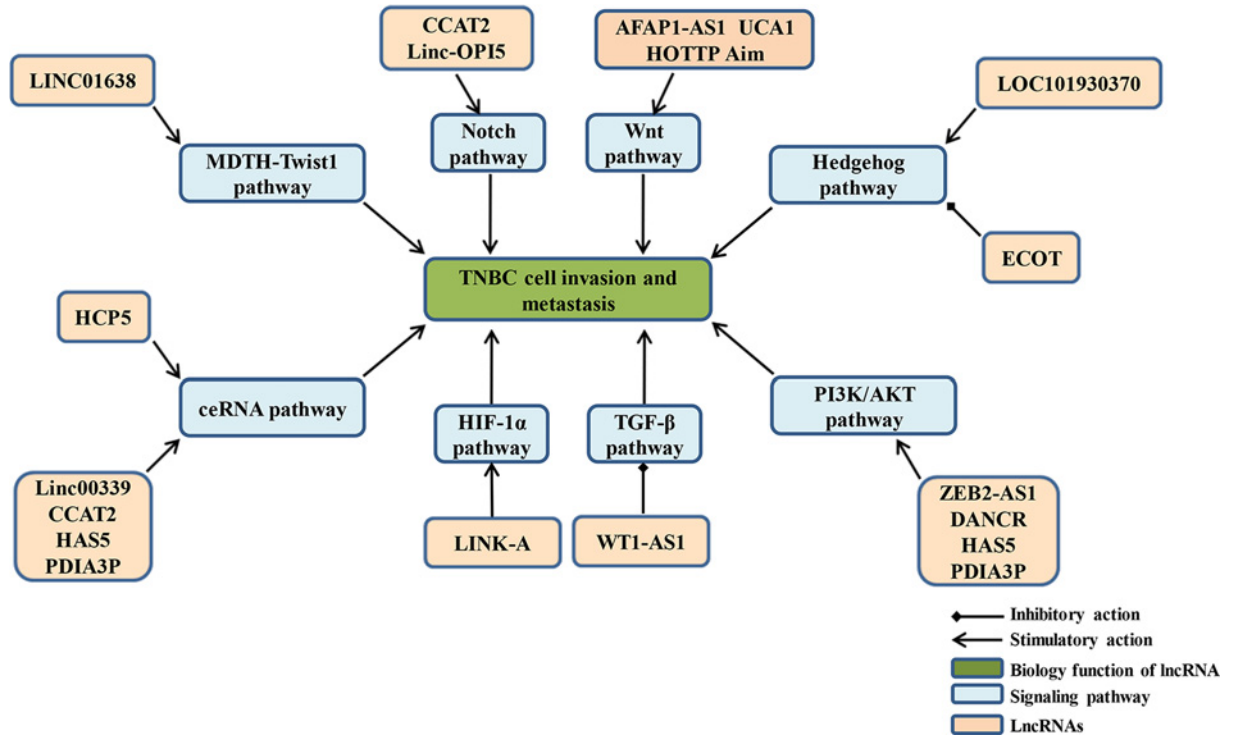 CCAT2
Linc-OPI5
AFAP1-AS1 UCA1
HOTTP Aim
LINC01638
LOC101930370
Notch
pathway
Wnt
pathway
MDTH-Twist1
pathway
Hedgehog
pathway
ECOT
TNBC cell invasion and
metastasis
HCP5
ceRNA pathway
HIF-1α
pathway
TGF-β
pathway
PI3K/AKT
pathway
Linc00339
CCAT2
HAS5
PDIA3P
LINK-A
WT1-AS1
ZEB2-AS1
DANCR
HAS5
PDIA3P
Inhibitory action
Stimulatory action
Biology function of lncRNA
Signaling pathway
LncRNAs